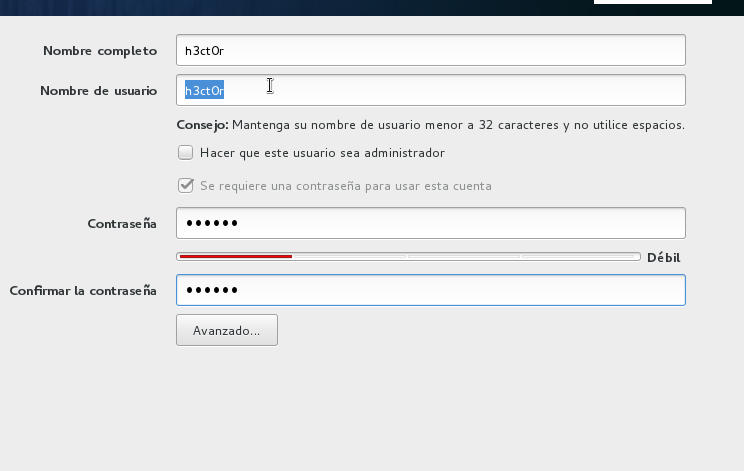 Nombre completo h3ct0r
Nombre de usuario h3ct0r
Consejo: Mantenga su nombre de usuario menor a 32 caracteres y no utilice espacios.
Hacer que este usuario sea administrador
Se requiere una contraseña para usar esta cuenta
Contraseña ●●●●●●
Débil
Confirmar la contraseña ●●●●●●
Avanzado...